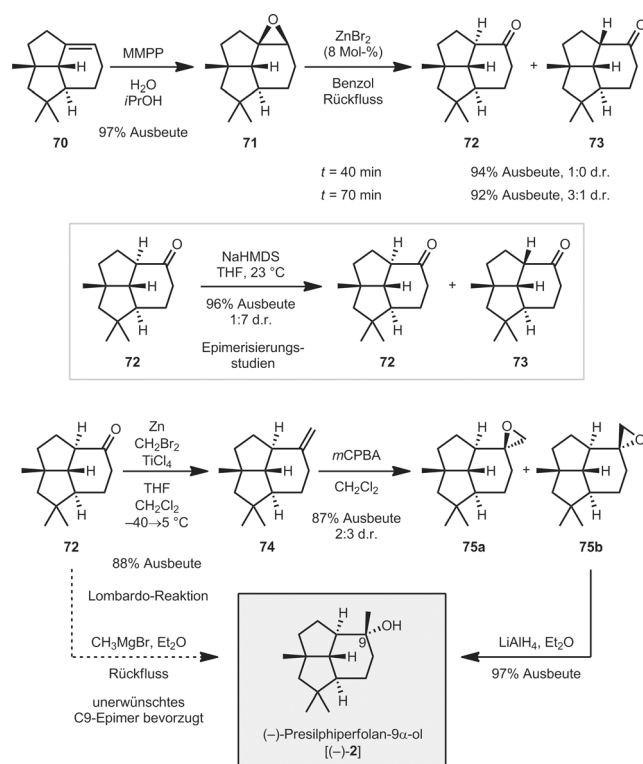 O
MMPP
H
H₂O
iPrOH
H
97% Ausbeute
70
71
ZnBr₂
(8 Mol-%)
Benzol
Rückfluss
H
O
H
H
72
+
H
O
H
H
73
t = 40 min
94% Ausbeute, 1:0 d.r.
t = 70 min
92% Ausbeute, 3:1 d.r.
H
O
H
H
72
NaHMDS
THF, 23 °C
96% Ausbeute
1:7 d.r.
Epimerisierungs-
studien
H
O
H
H
72
+
H
O
H
H
73
H
O
H
H
72
Zn
CH₂Br₂
TiCl₄
THF
CH₂Cl₂
–40→5 °C
88% Ausbeute
Lombardo-Reaktion
H
H
H
74
mCPBA
CH₂Cl₂
87% Ausbeute
2:3 d.r.
H
O
H
H
75a
+
H
O
H
H
75b
CH₃MgBr, Et₂O
Rückfluss
unerwünschtes
C9-Epimer bevorzugt
H
OH
9
H
H
(–)-Presilphiperfolan-9α-ol
[(–)-2]
LiAlH₄, Et₂O
97% Ausbeute